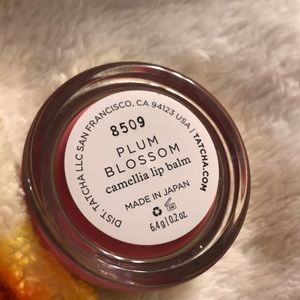 DIST. TATCHA LLC SAN FRANCISCO, CA 94123 USA | TATCHA.COM
8509
PLUM
BLOSSOM
camellia lip balm
MADE IN JAPAN
6.4 g | 0.2 oz.